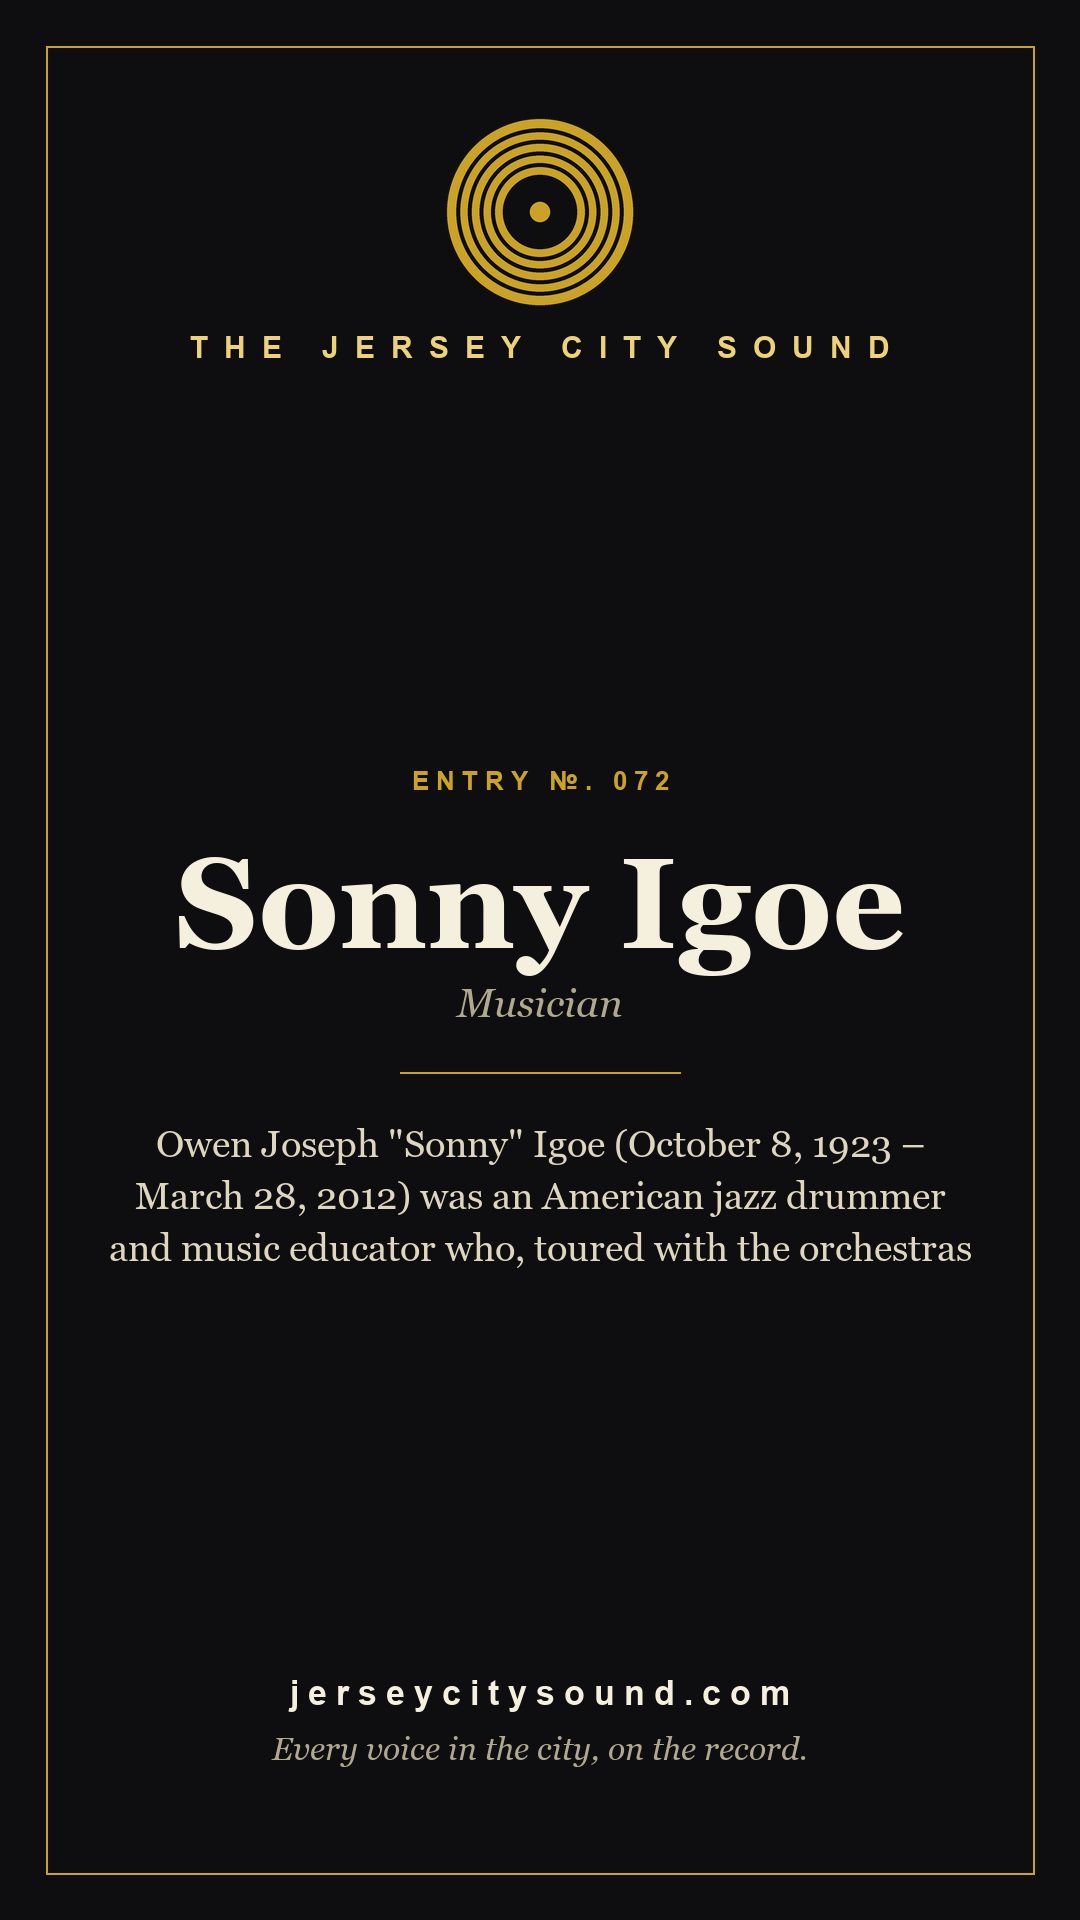 THE JERSEY CITY SOUND
ENTRY №. 072
Sonny Igoe
Musician
Owen Joseph "Sonny" Igoe (October 8, 1923 –
March 28, 2012) was an American jazz drummer
and music educator who, toured with the orchestras
jerseycitysound.com
Every voice in the city, on the record.